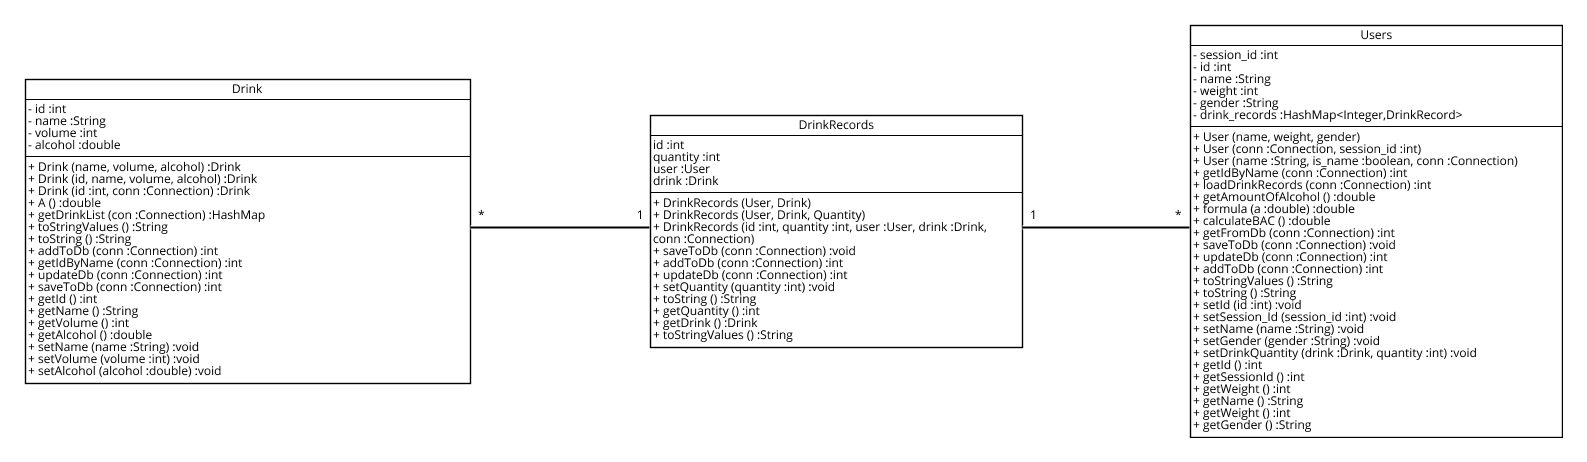 Drink
- id :int
- name :String
- volume :int
- alcohol :double
+ Drink (name, volume, alcohol) :Drink
+ Drink (id, name, volume, alcohol) :Drink
+ Drink (id :int, conn :Connection) :Drink
+ A () :double
+ getDrinkList (con :Connection) :HashMap
+ toStringValues () :String
+ toString () :String
+ addToDb (conn :Connection) :int
+ getIdByName (conn :Connection) :int
+ updateDb (conn :Connection) :int
+ saveToDb (conn :Connection) :int
+ getId () :int
+ getName () :String
+ getVolume () :int
+ getAlcohol () :double
+ setName (name :String) :void
+ setVolume (volume :int) :void
+ setAlcohol (alcohol :double) :void
*
1
DrinkRecords
id :int
quantity :int
user :User
drink :Drink
+ DrinkRecords (User, Drink)
+ DrinkRecords (User, Drink, Quantity)
+ DrinkRecords (id :int, quantity :int, user :User, drink :Drink,
conn :Connection)
+ saveToDb (conn :Connection) :void
+ addToDb (conn :Connection) :int
+ updateDb (conn :Connection) :int
+ setQuantity (quantity :int) :void
+ toString () :String
+ getQuantity () :int
+ getDrink () :Drink
+ toStringValues () :String
1
*
Users
- session_id :int
- id :int
- name :String
- weight :int
- gender :String
- drink_records :HashMap<Integer,DrinkRecord>
+ User (name, weight, gender)
+ User (conn :Connection, session_id :int)
+ User (name :String, is_name :boolean, conn :Connection)
+ getIdByName (conn :Connection) :int
+ loadDrinkRecords (conn :Connection) :int
+ getAmountOfAlcohol () :double
+ formula (a :double) :double
+ calculateBAC () :double
+ getFromDb (conn :Connection) :int
+ saveToDb (conn :Connection) :void
+ updateDb (conn :Connection) :int
+ addToDb (conn :Connection) :int
+ toStringValues () :String
+ toString () :String
+ setId (id :int) :void
+ setSession_Id (session_id :int) :void
+ setName (name :String) :void
+ setGender (gender :String) :void
+ setDrinkQuantity (drink :Drink, quantity :int) :void
+ getId () :int
+ getSessionId () :int
+ getWeight () :int
+ getName () :String
+ getWeight () :int
+ getGender () :String